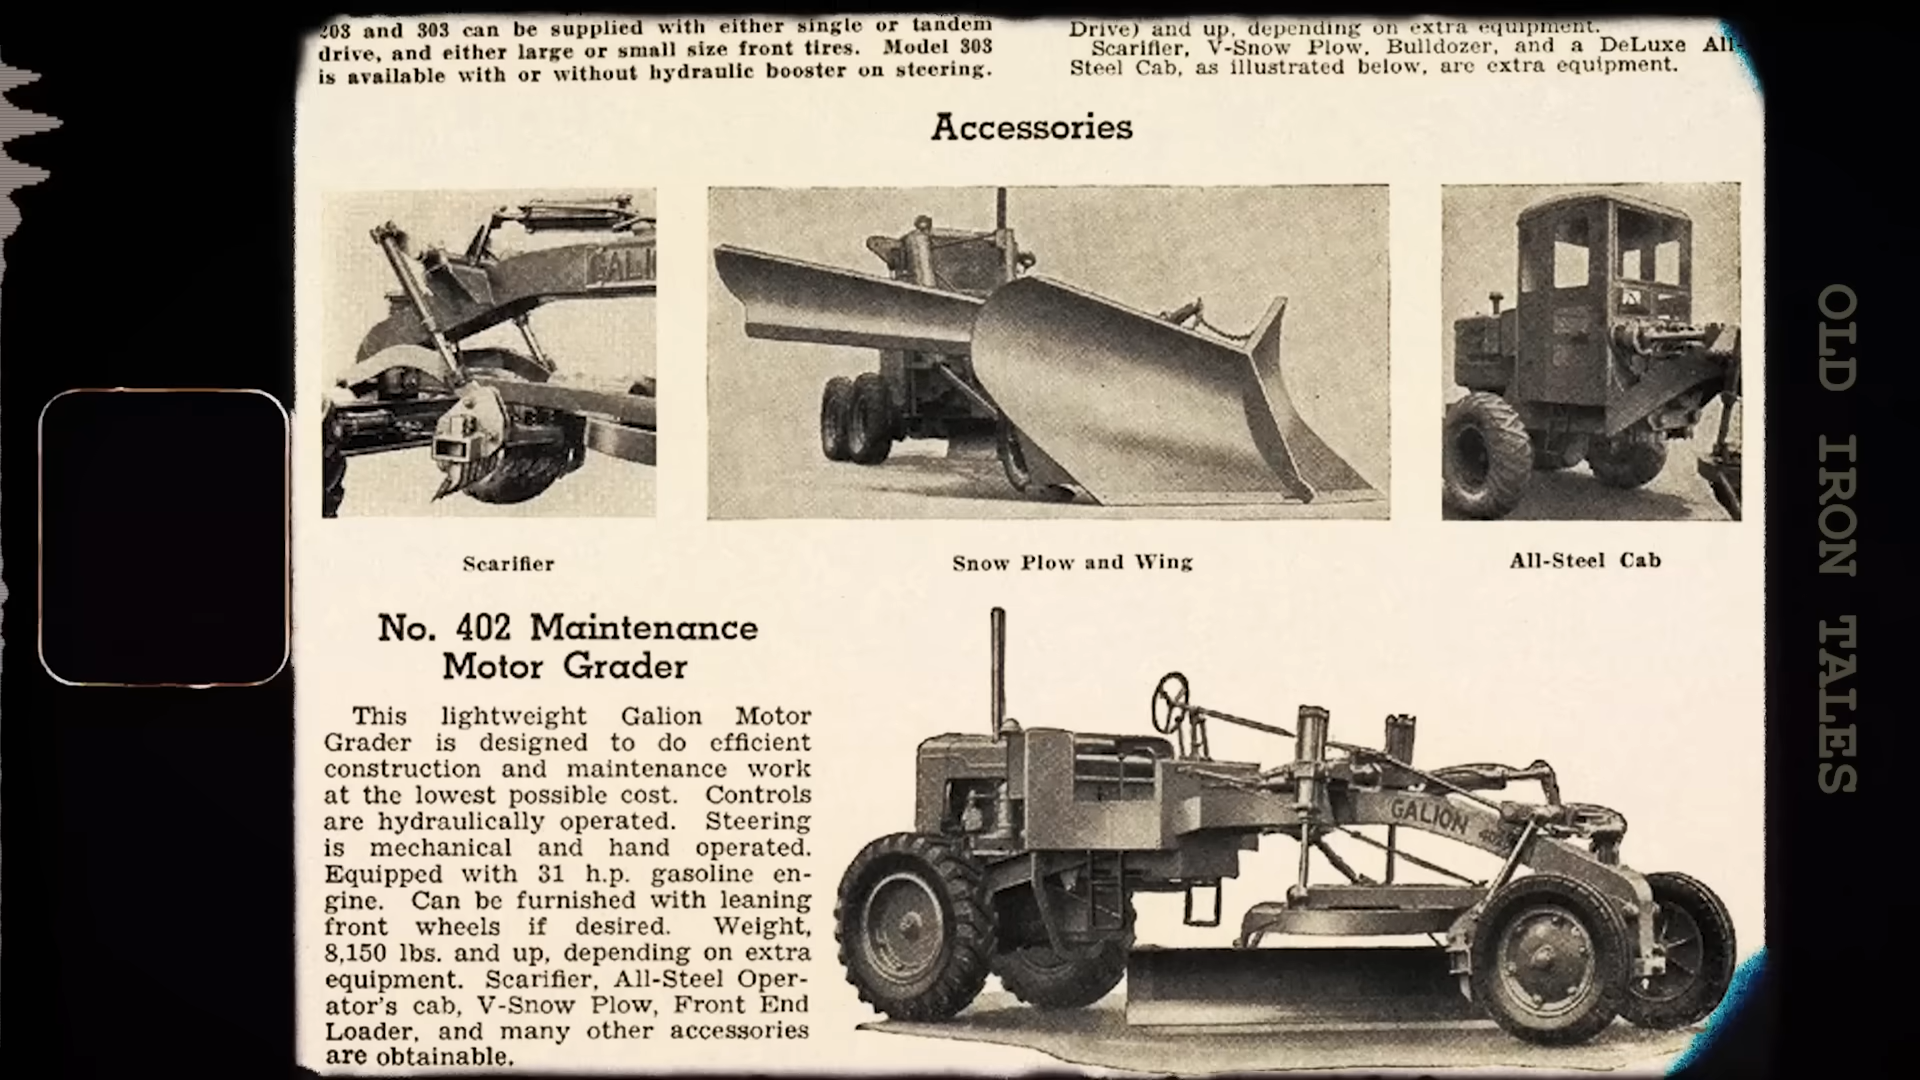 203 and 303 can be supplied with either single or tandem
drive, and either large or small size front tires. Model 303
is available with or without hydraulic booster on steering.
Drive) and up, depending on extra equipment.
Scarifier, V-Snow Plow, Bulldozer, and a DeLuxe All-
Steel Cab, as illustrated below, are extra equipment.
Accessories
GALI
Scarifier
Snow Plow and Wing
All-Steel Cab
No. 402 Maintenance
Motor Grader
This lightweight Galion Motor
Grader is designed to do efficient
construction and maintenance work
at the lowest possible cost. Controls
are hydraulically operated. Steering
is mechanical and hand operated.
Equipped with 31 h.p. gasoline en-
gine. Can be furnished with leaning
front wheels if desired. Weight,
8,150 lbs. and up, depending on extra
equipment. Scarifier, All-Steel Oper-
ator's cab, V-Snow Plow, Front End
Loader, and many other accessories
are obtainable.
GALION
OLD IRON TALES